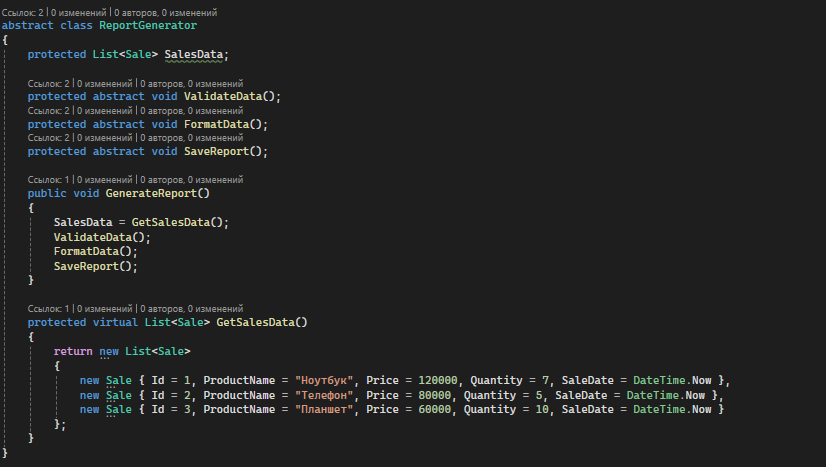 Ссылок: 2 | 0 изменений | 0 авторов, 0 изменений
abstract class ReportGenerator
{
    protected List<Sale> SalesData;
    Ссылок: 2 | 0 изменений | 0 авторов, 0 изменений
    protected abstract void ValidateData();
    Ссылок: 2 | 0 изменений | 0 авторов, 0 изменений
    protected abstract void FormatData();
    Ссылок: 2 | 0 изменений | 0 авторов, 0 изменений
    protected abstract void SaveReport();
    Ссылок: 1 | 0 изменений | 0 авторов, 0 изменений
    public void GenerateReport()
    {
        SalesData = GetSalesData();
        ValidateData();
        FormatData();
        SaveReport();
    }
    Ссылок: 1 | 0 изменений | 0 авторов, 0 изменений
    protected virtual List<Sale> GetSalesData()
    {
        return new List<Sale>
        {
            new Sale { Id = 1, ProductName = "Ноутбук", Price = 120000, Quantity = 7, SaleDate = DateTime.Now },
            new Sale { Id = 2, ProductName = "Телефон", Price = 80000, Quantity = 5, SaleDate = DateTime.Now },
            new Sale { Id = 3, ProductName = "Планшет", Price = 60000, Quantity = 10, SaleDate = DateTime.Now }
        };
    }
}